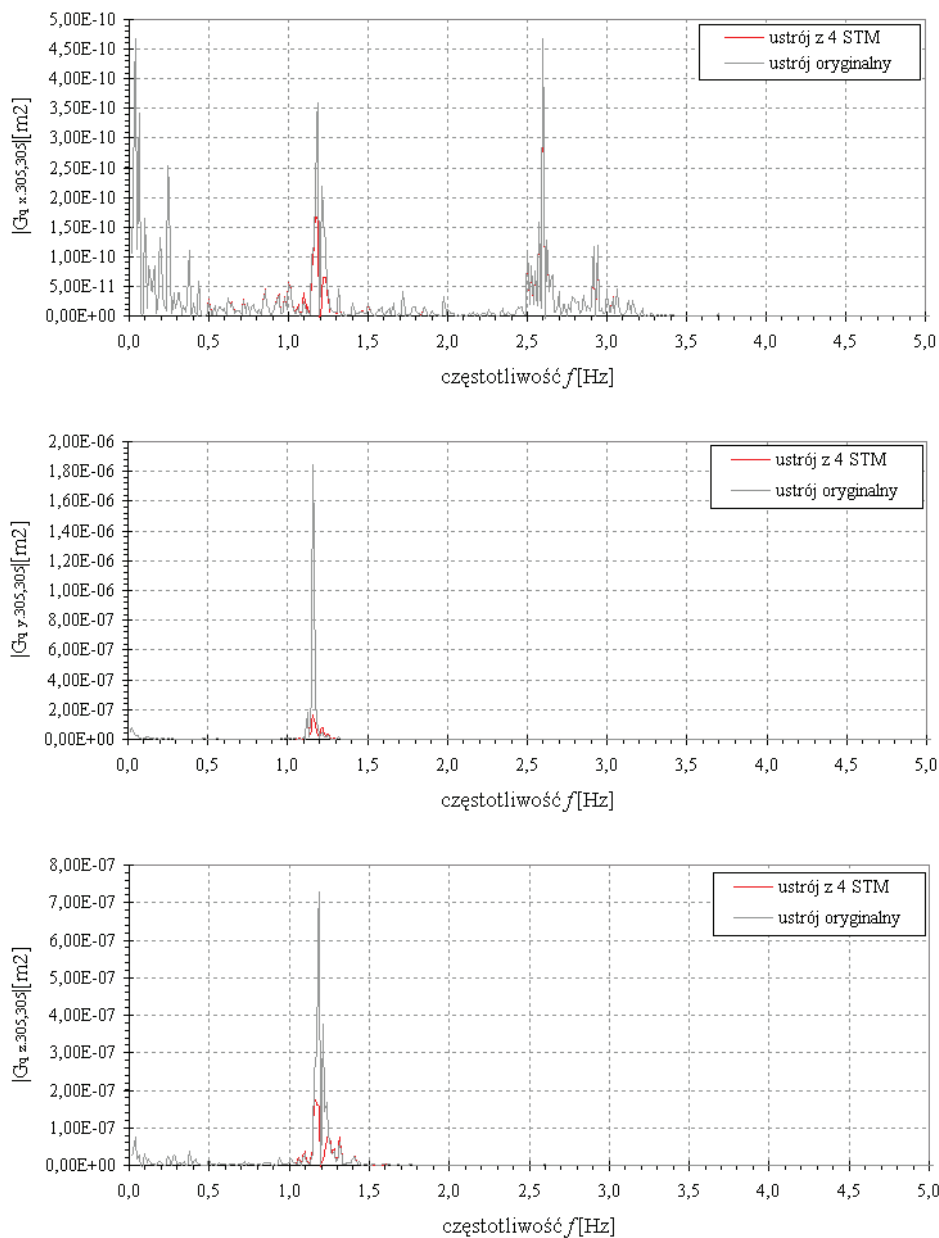 5,00E-10
4,50E-10
4,00E-10
3,50E-10
3,00E-10
2,50E-10
2,00E-10
1,50E-10
1,00E-10
5,00E-11
0,00E+00
|Gq x.305,305|[m2]
ustrój z 4 STM
ustrój oryginalny
0,0 0,5 1,0 1,5 2,0 2,5 3,0 3,5 4,0 4,5 5,0
częstotliwość f[Hz]
2,00E-06
1,80E-06
1,60E-06
1,40E-06
1,20E-06
1,00E-06
8,00E-07
6,00E-07
4,00E-07
2,00E-07
0,00E+00
|Gq y.305,305|[m2]
ustrój z 4 STM
ustrój oryginalny
0,0 0,5 1,0 1,5 2,0 2,5 3,0 3,5 4,0 4,5 5,0
częstotliwość f[Hz]
8,00E-07
7,00E-07
6,00E-07
5,00E-07
4,00E-07
3,00E-07
2,00E-07
1,00E-07
0,00E+00
|Gq z.305,305|[m2]
ustrój z 4 STM
ustrój oryginalny
0,0 0,5 1,0 1,5 2,0 2,5 3,0 3,5 4,0 4,5 5,0
częstotliwość f[Hz]